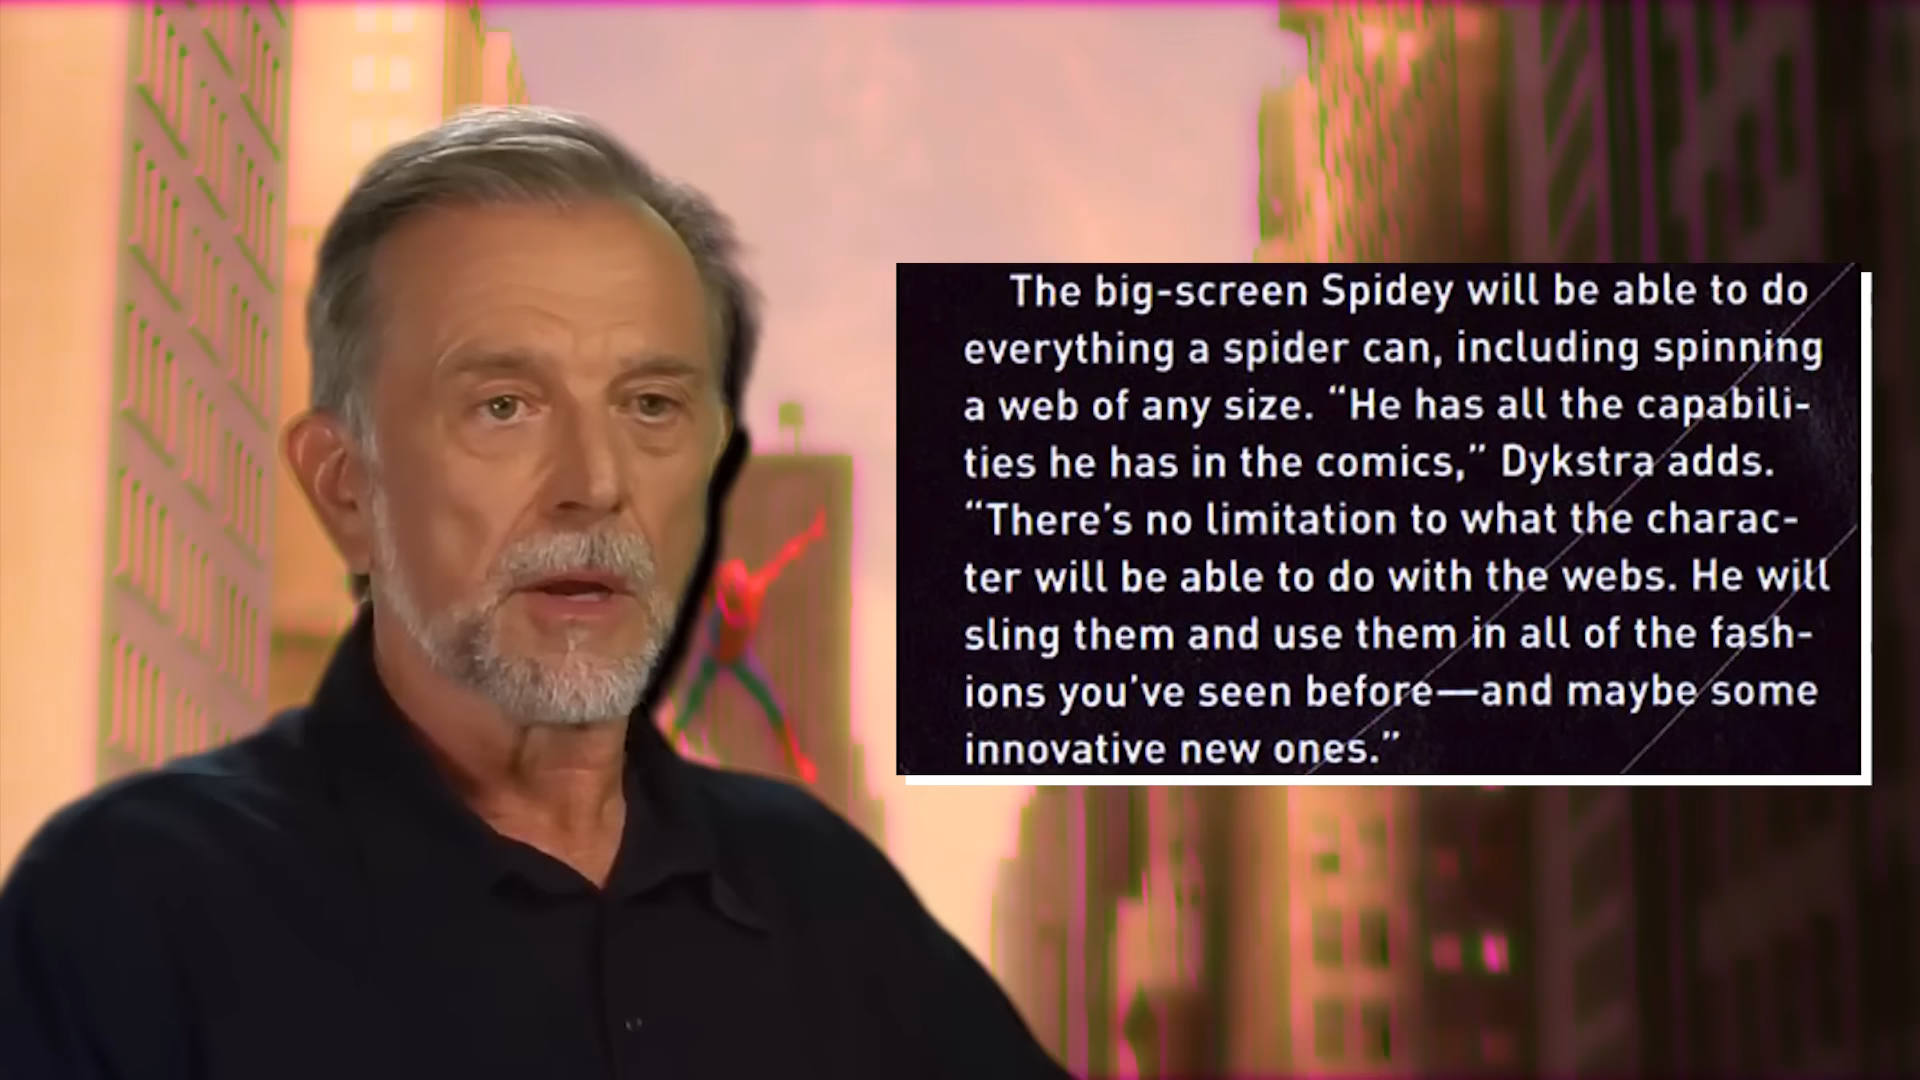 The big-screen Spidey will be able to do
everything a spider can, including spinning
a web of any size. “He has all the capabili-
ties he has in the comics,” Dykstra adds.
“There’s no limitation to what the charac-
ter will be able to do with the webs. He will
sling them and use them in all of the fash-
ions you’ve seen before—and maybe some
innovative new ones.”